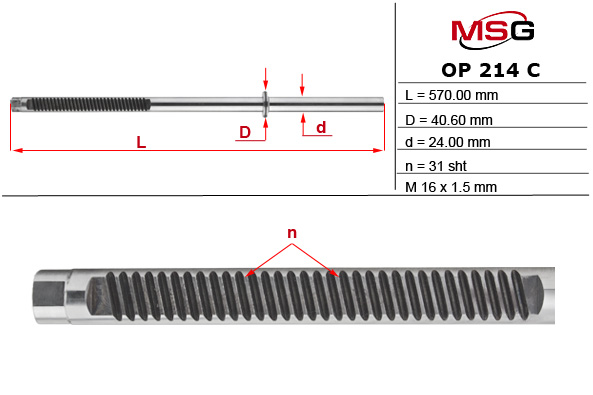 MSG
OP 214 C
L = 570.00 mm
D = 40.60 mm
d = 24.00 mm
n = 31 sht
M 16 x 1.5 mm
L
D
d
n